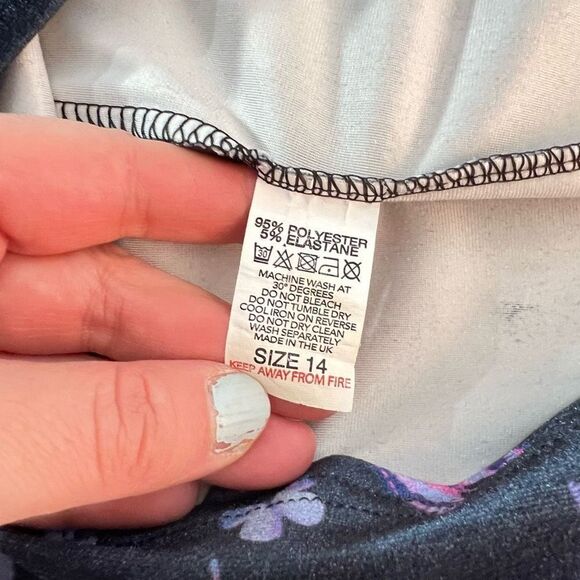 95% POLYESTER
5% ELASTANE
30
MACHINE WASH AT
30° DEGREES
DO NOT BLEACH
DO NOT TUMBLE DRY
COOL IRON ON REVERSE
DO NOT DRY CLEAN
WASH SEPARATELY
MADE IN THE UK
SIZE 14
KEEP AWAY FROM FIRE